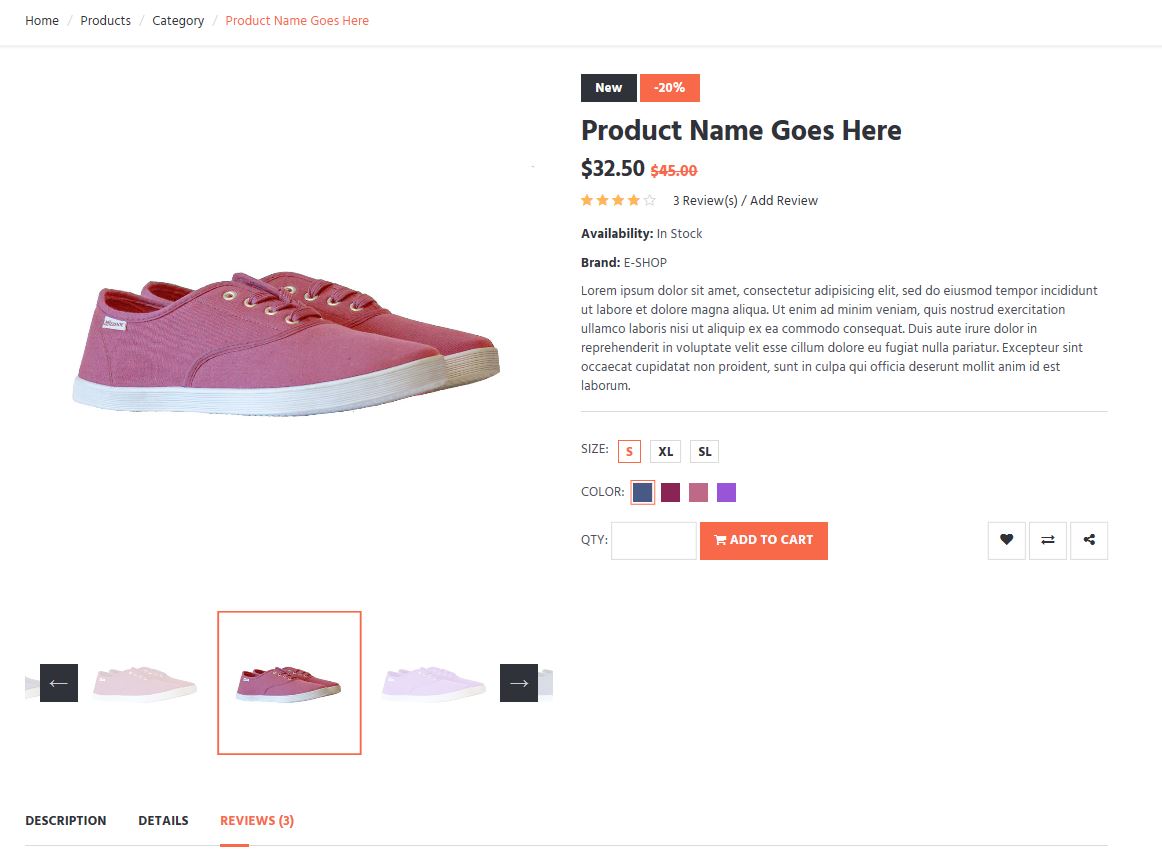 Home / Products / Category / Product Name Goes Here
New -20%
Product Name Goes Here
$32.50 $45.00
3 Review(s) / Add Review
Availability: In Stock
Brand: E-SHOP
Lorem ipsum dolor sit amet, consectetur adipisicing elit, sed do eiusmod tempor incididunt
ut labore et dolore magna aliqua. Ut enim ad minim veniam, quis nostrud exercitation
ullamco laboris nisi ut aliquip ex ea commodo consequat. Duis aute irure dolor in
reprehenderit in voluptate velit esse cillum dolore eu fugiat nulla pariatur. Excepteur sint
occaecat cupidatat non proident, sunt in culpa qui officia deserunt mollit anim id est
laborum.
SIZE: S XL SL
COLOR:
QTY: ADD TO CART
DESCRIPTION DETAILS REVIEWS (3)